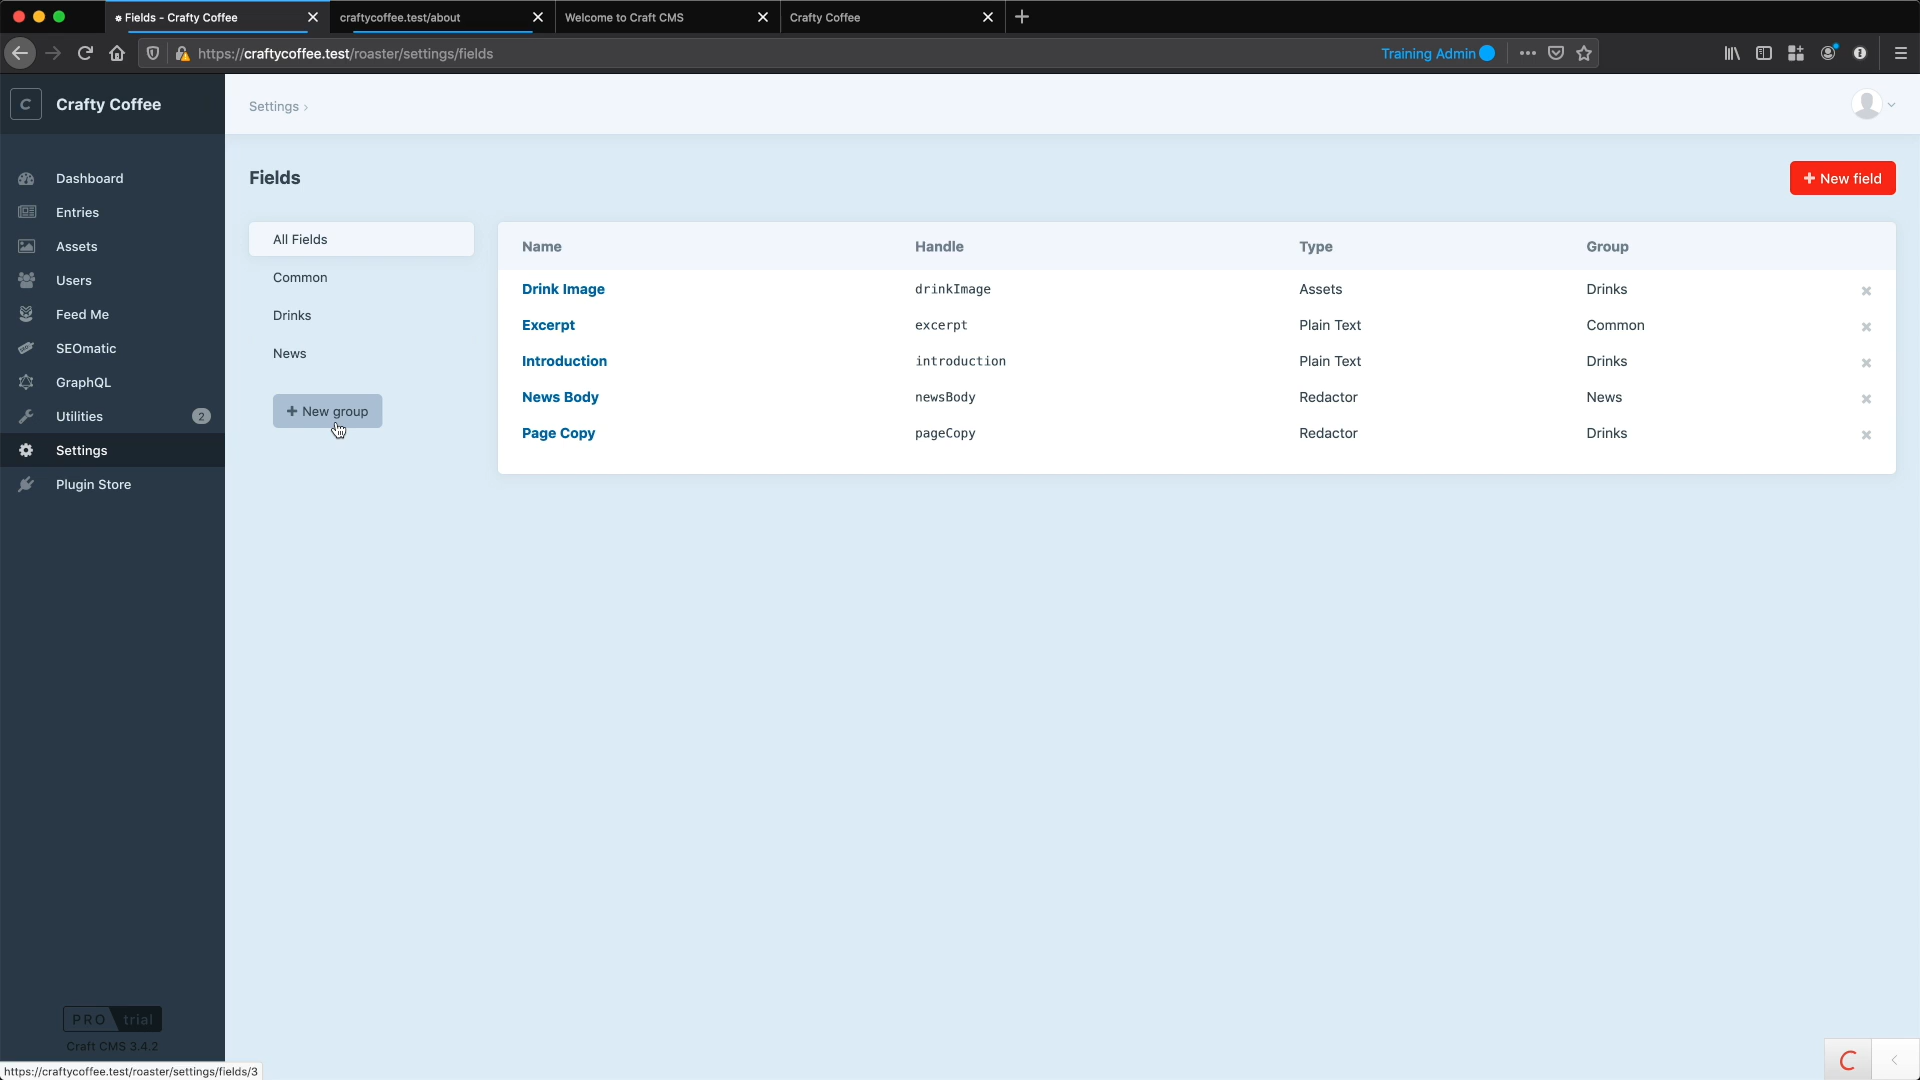 Fields - Crafty Coffee
craftycoffee.test/about
Welcome to Craft CMS
Crafty Coffee
https://craftycoffee.test/roaster/settings/fields
Training Admin
C
Crafty Coffee
Settings ›
Dashboard
Entries
Assets
Users
Feed Me
SEOmatic
GraphQL
Utilities
2
Settings
Plugin Store
Fields
+ New field
All Fields
Common
Drinks
News
+ New group
Name Handle Type Group
Drink Image drinkImage Assets Drinks
Excerpt excerpt Plain Text Common
Introduction introduction Plain Text Drinks
News Body newsBody Redactor News
Page Copy pageCopy Redactor Drinks
PRO trial
Craft CMS 3.4.2
https://craftycoffee.test/roaster/settings/fields/3